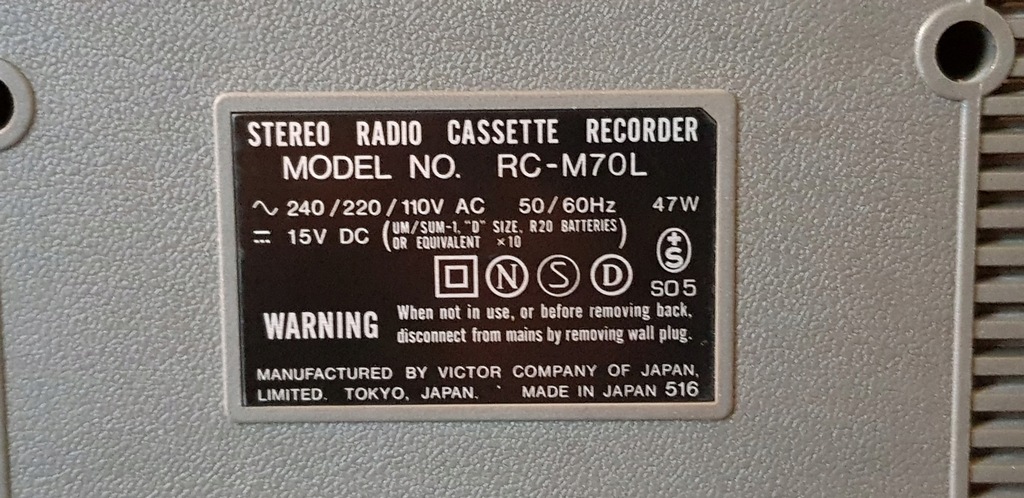 STEREO RADIO CASSETTE RECORDER
MODEL NO. RC-M70L
~ 240/220/110V AC 50/60Hz 47W
⎓ 15V DC (UM/SUM-1, "D" SIZE, R20 BATTERIES
OR EQUIVALENT ×10)
N S D +S
SO5
WARNING When not in use, or before removing back,
disconnect from mains by removing wall plug.
MANUFACTURED BY VICTOR COMPANY OF JAPAN,
LIMITED. TOKYO, JAPAN. MADE IN JAPAN 516